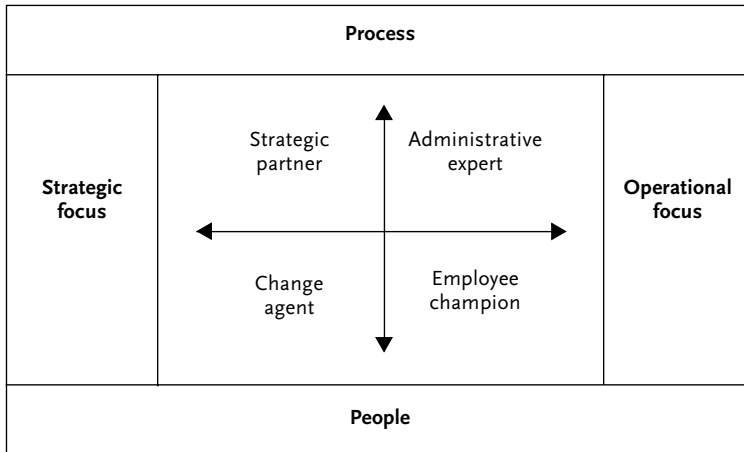 Process
Strategic
partner
Administrative
expert
Strategic
focus
Operational
focus
Change
agent
Employee
champion
People